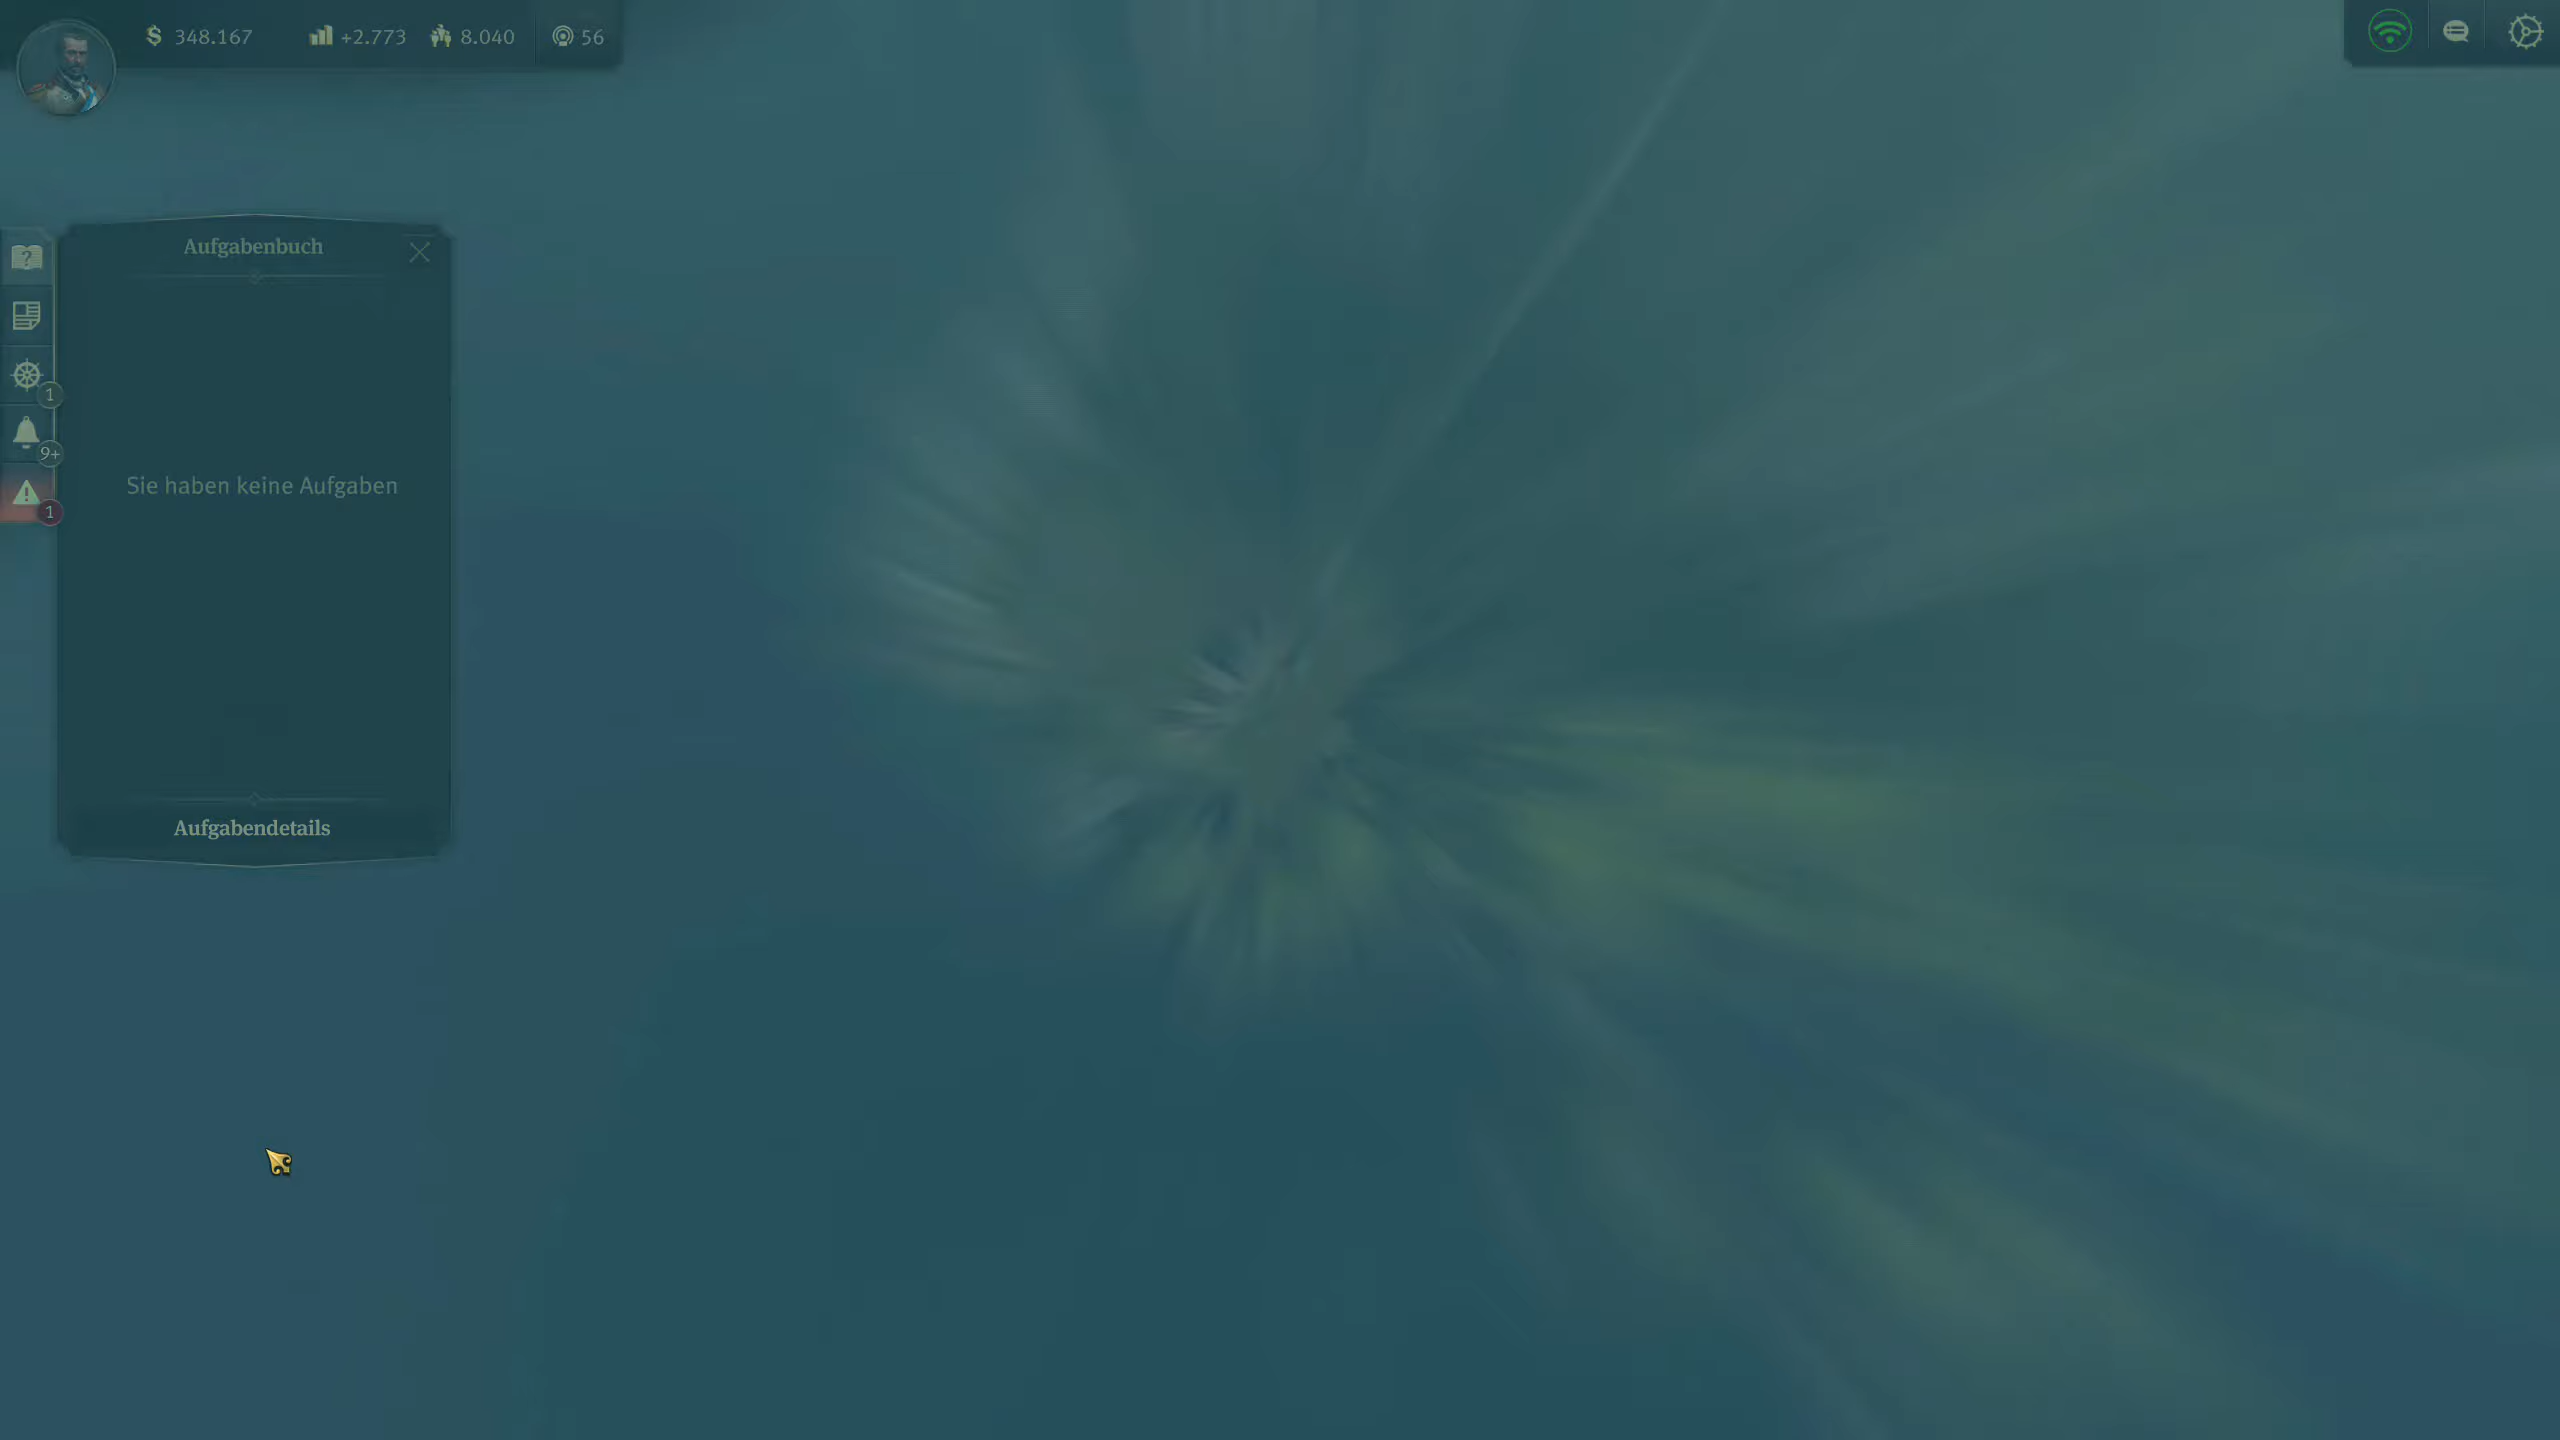 348.167 +2.773 8.040 56
Aufgabenbuch
?
1
9+
Sie haben keine Aufgaben
1
Aufgabendetails